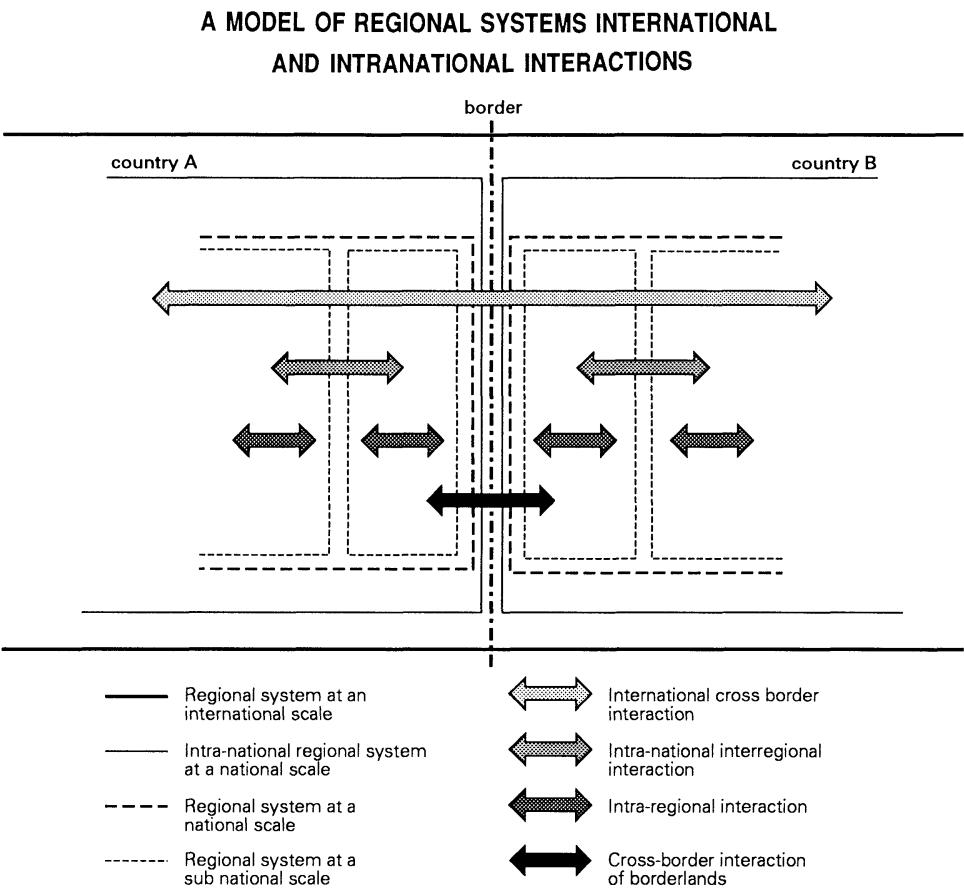 A MODEL OF REGIONAL SYSTEMS INTERNATIONAL
AND INTRANATIONAL INTERACTIONS
border
country A
country B
Regional system at an
international scale
Intra-national regional system
at a national scale
Regional system at a
national scale
Regional system at a
sub national scale
International cross border
interaction
Intra-national interregional
interaction
Intra-regional interaction
Cross-border interaction
of borderlands